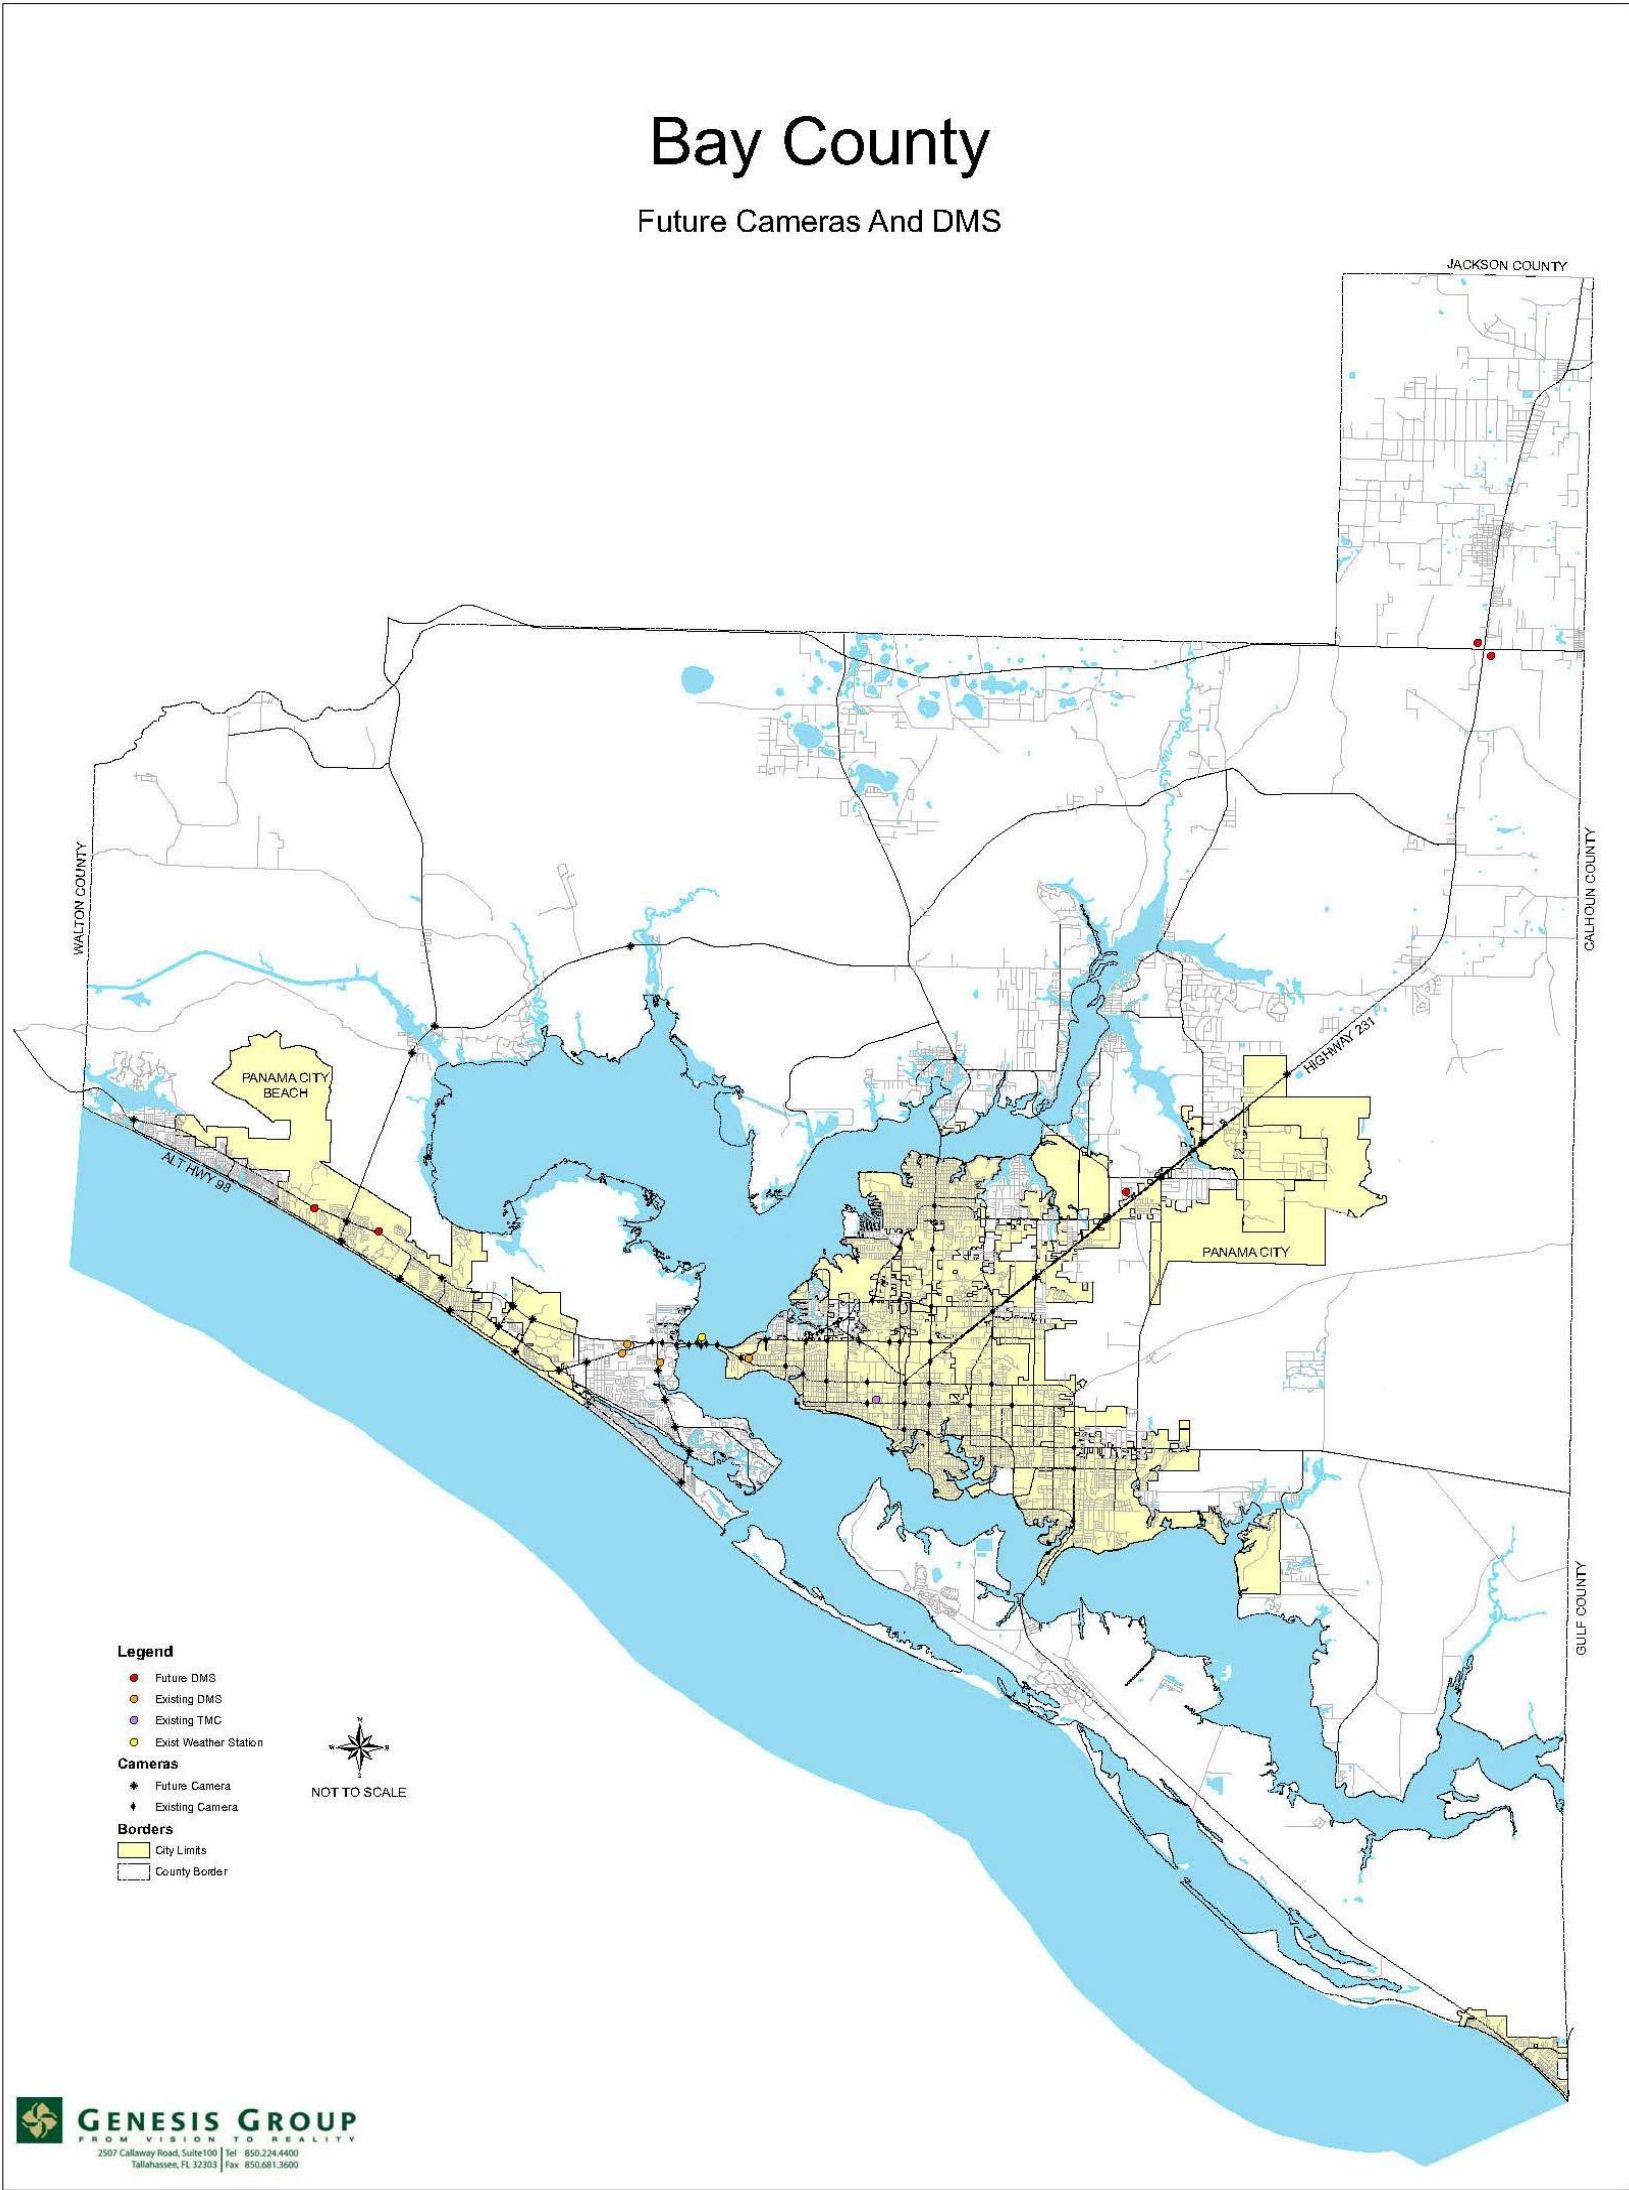 Bay County
Future Cameras And DMS
JACKSON COUNTY
WALTON COUNTY
CALHOUN COUNTY
HIGHWAY 231
PANAMA CITY
BEACH
ALT HWY 98
PANAMA CITY
GULF COUNTY
Legend
Future DMS
Existing DMS
Existing TMC
Exist Weather Station
Cameras
Future Camera
Existing Camera
Borders
City Limits
County Border
N
W
E
S
NOT TO SCALE
GENESIS GROUP
FROM VISION TO REALITY
2507 Callaway Road, Suite100 | Tel 850.224.4400
Tallahassee, FL 32303 | Fax 850.681.3600